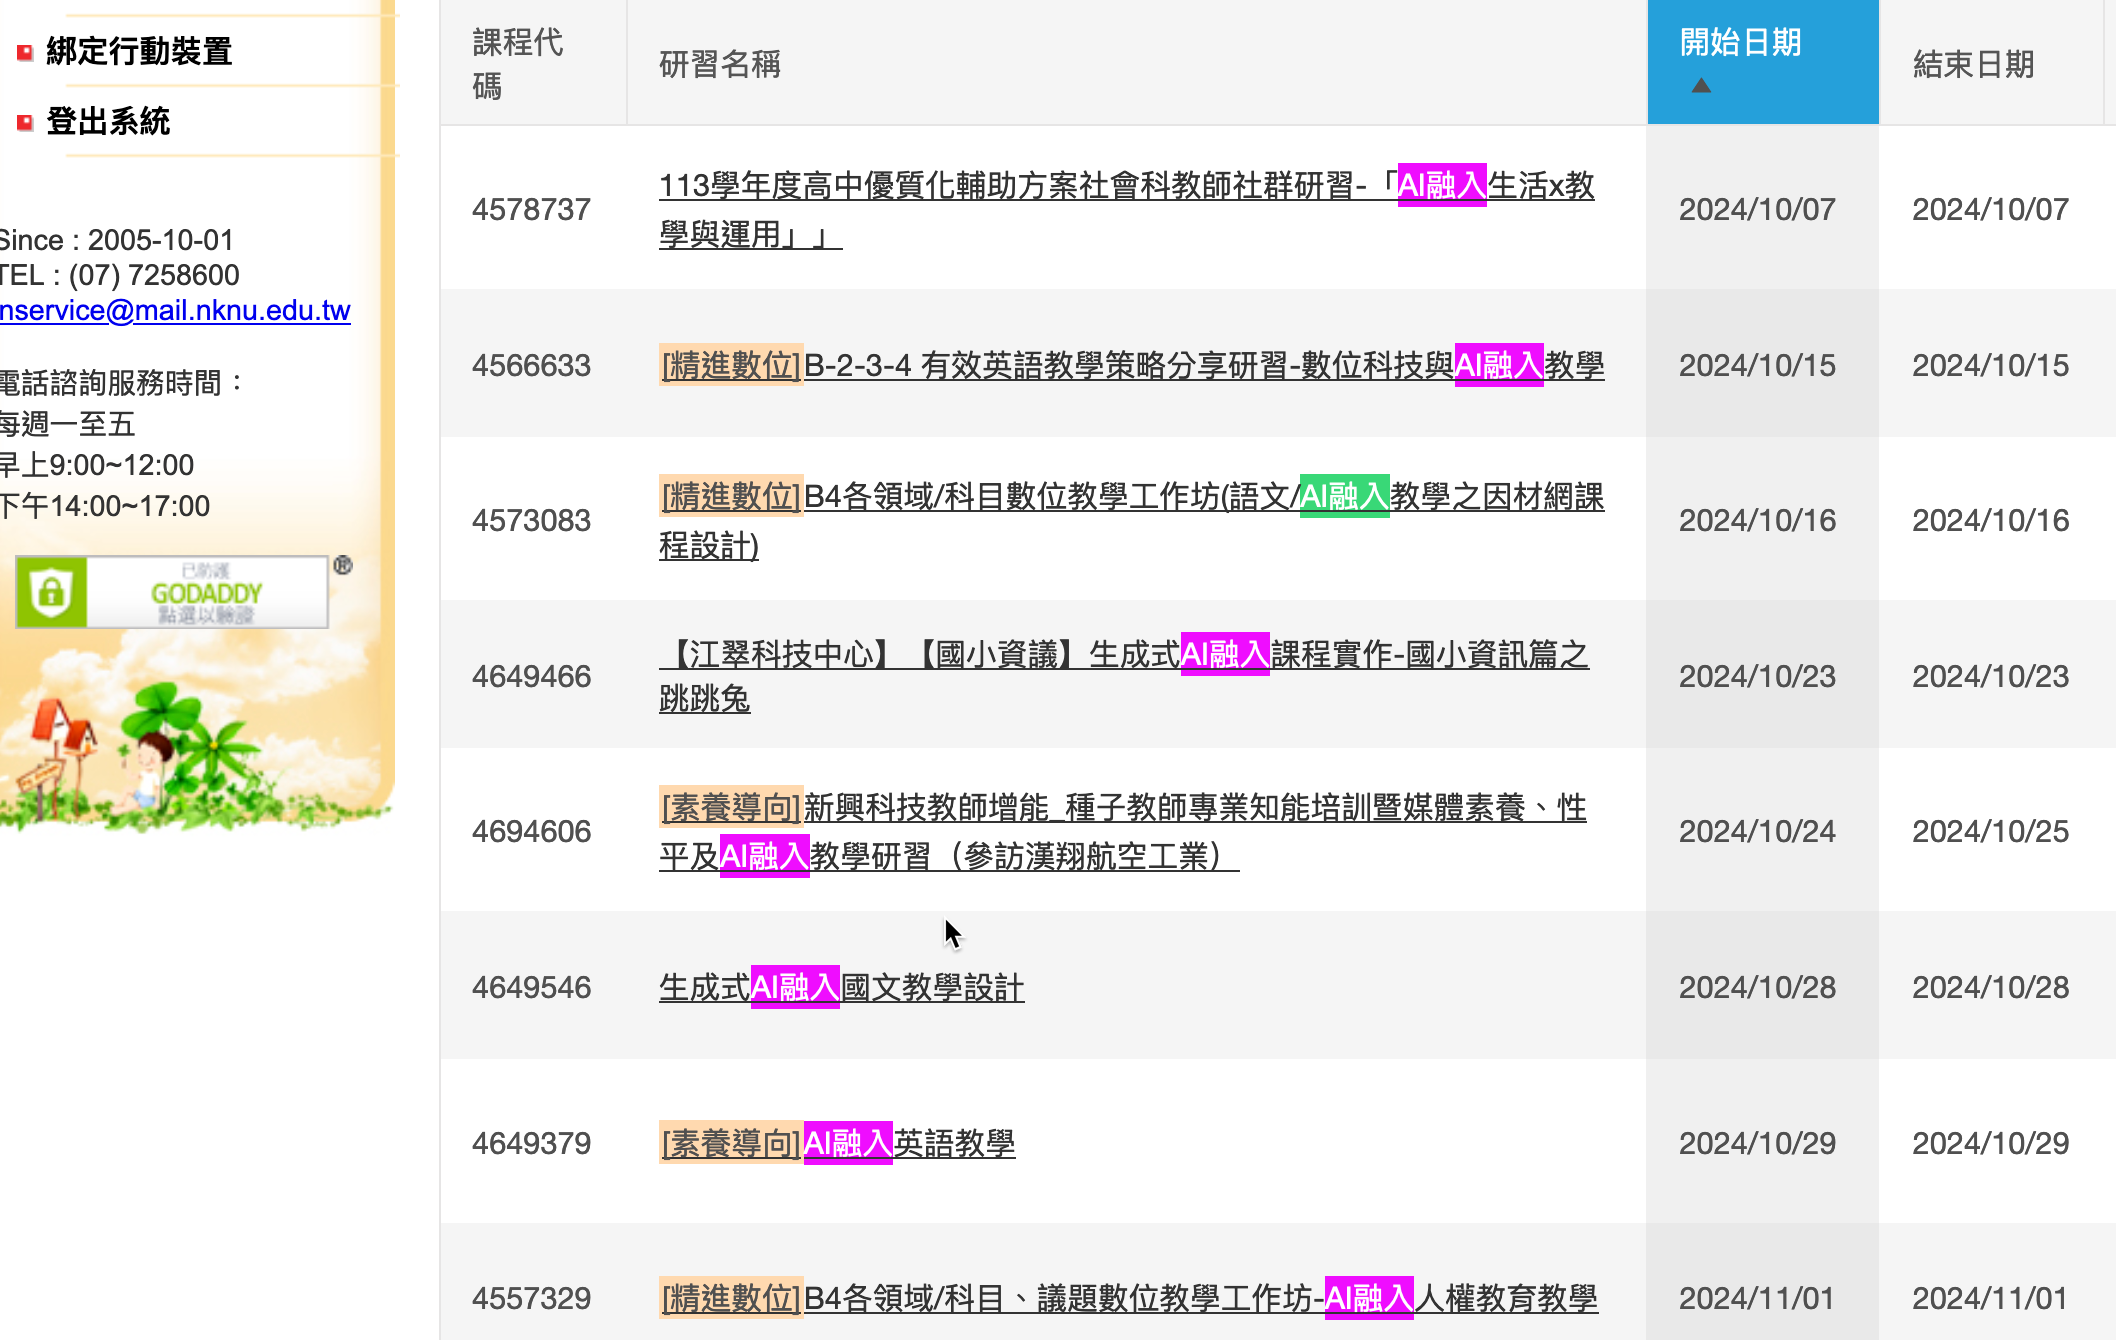 綁定行動裝置
登出系統
Since : 2005-10-01
TEL : (07) 7258600
nservice@mail.nknu.edu.tw
電話諮詢服務時間：
每週一至五
早上9:00~12:00
下午14:00~17:00
已防護
GODADDY
點選以驗證
®
課程代
碼
研習名稱
開始日期
▲
結束日期
4578737
113學年度高中優質化輔助方案社會科教師社群研習-「AI融入生活x教
學與運用」」
2024/10/07
2024/10/07
4566633
[精進數位]B-2-3-4 有效英語教學策略分享研習-數位科技與AI融入教學
2024/10/15
2024/10/15
4573083
[精進數位]B4各領域/科目數位教學工作坊(語文/AI融入教學之因材網課
程設計)
2024/10/16
2024/10/16
4649466
【江翠科技中心】【國小資議】生成式AI融入課程實作-國小資訊篇之
跳跳兔
2024/10/23
2024/10/23
4694606
[素養導向]新興科技教師增能_種子教師專業知能培訓暨媒體素養、性
平及AI融入教學研習（參訪漢翔航空工業）
2024/10/24
2024/10/25
4649546
生成式AI融入國文教學設計
2024/10/28
2024/10/28
4649379
[素養導向]AI融入英語教學
2024/10/29
2024/10/29
4557329
[精進數位]B4各領域/科目、議題數位教學工作坊-AI融入人權教育教學
2024/11/01
2024/11/01